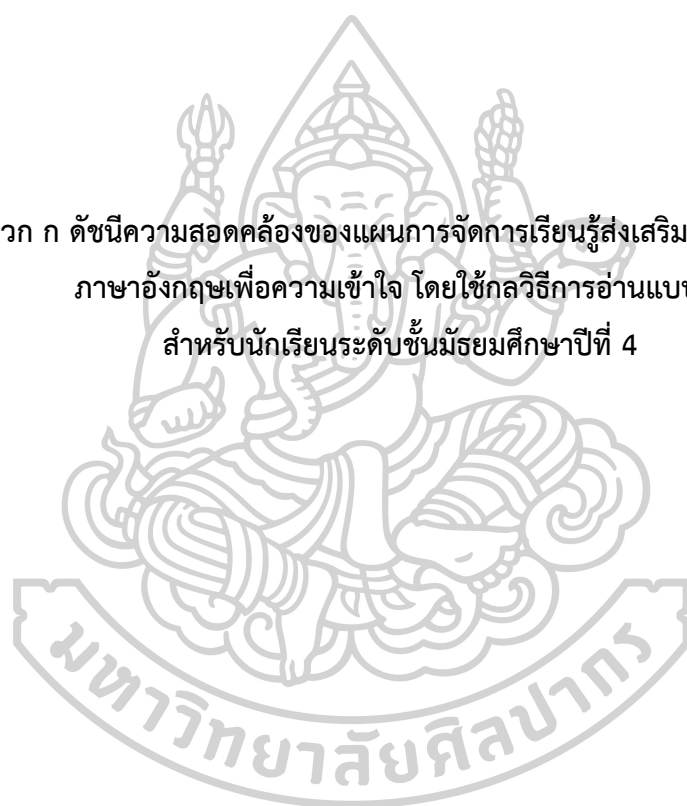 วก ก ดัชนีความสอดคล้องของแผนการจัดการเรียนรู้ส่งเสริม
ภาษาอังกฤษเพื่อความเข้าใจ โดยใช้กลวิธีการอ่านแบบ
สำหรับนักเรียนระดับชั้นมัธยมศึกษาปีที่ 4
มหาวิทยาลัยศิลปากร